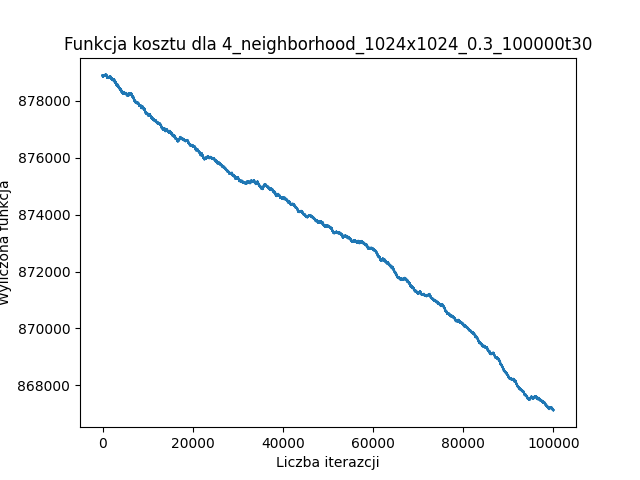 Funkcja kosztu dla 4_neighborhood_1024x1024_0.3_100000t30
878000
876000
874000
872000
870000
868000
Wyliczona funkcja
0 20000 40000 60000 80000 100000
Liczba iterazcji